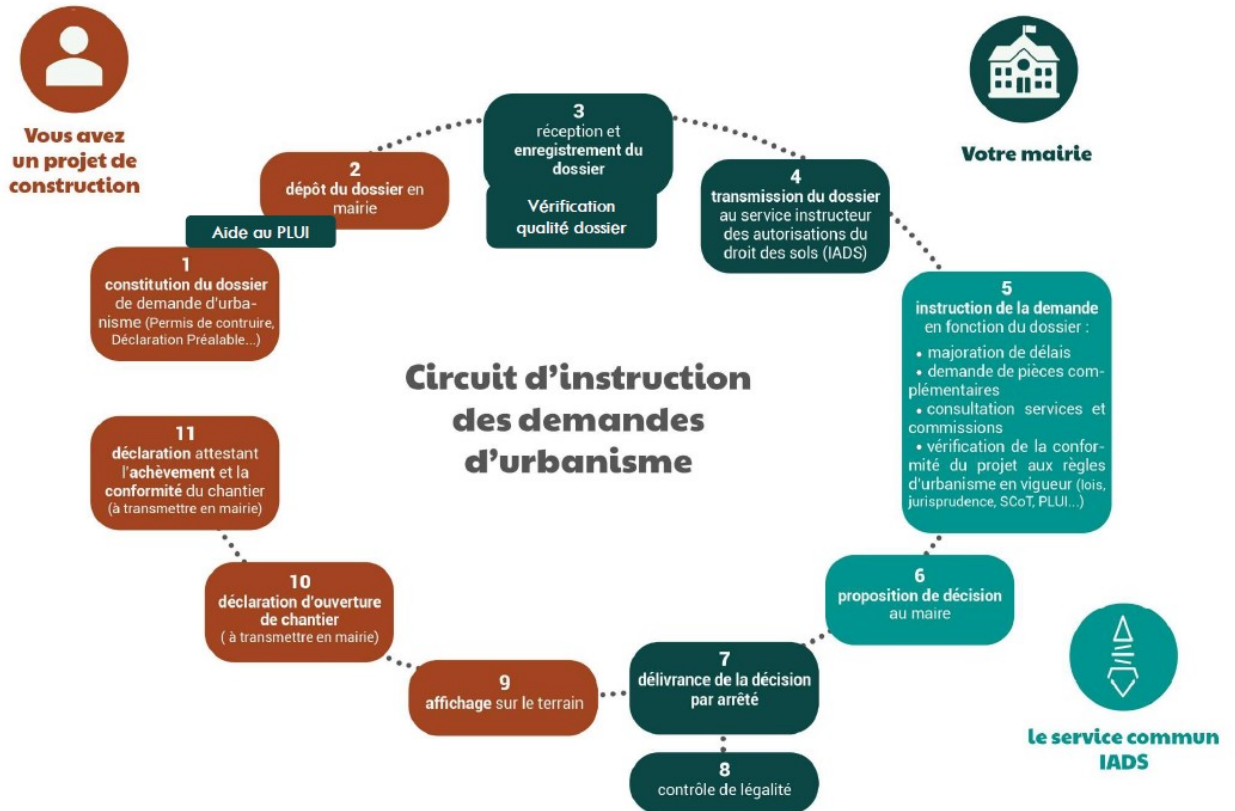 Vous avez
un projet de
construction
Votre mairie
Circuit d'instruction
des demandes
d'urbanisme
Aide au PLUI
1
constitution du dossier
de demande d'urba-
nisme (Permis de contruire,
Déclaration Préalable...)
2
dépôt du dossier en
mairie
3
réception et
enregistrement du
dossier
Vérification
qualité dossier
4
transmission du dossier
au service instructeur
des autorisations du
droit des sols (IADS)
5
instruction de la demande
en fonction du dossier :
• majoration de délais
• demande de pièces com-
plémentaires
• consultation services et
commissions
• vérification de la confor-
mité du projet aux règles
d'urbanisme en vigueur (lois,
jurisprudence, SCoT, PLUI...)
6
proposition de décision
au maire
7
délivrance de la décision
par arrêté
8
contrôle de légalité
9
affichage sur le terrain
10
déclaration d'ouverture
de chantier
( à transmettre en mairie)
11
déclaration attestant
l'achèvement et la
conformité du chantier
(à transmettre en mairie)
le service commun
IADS